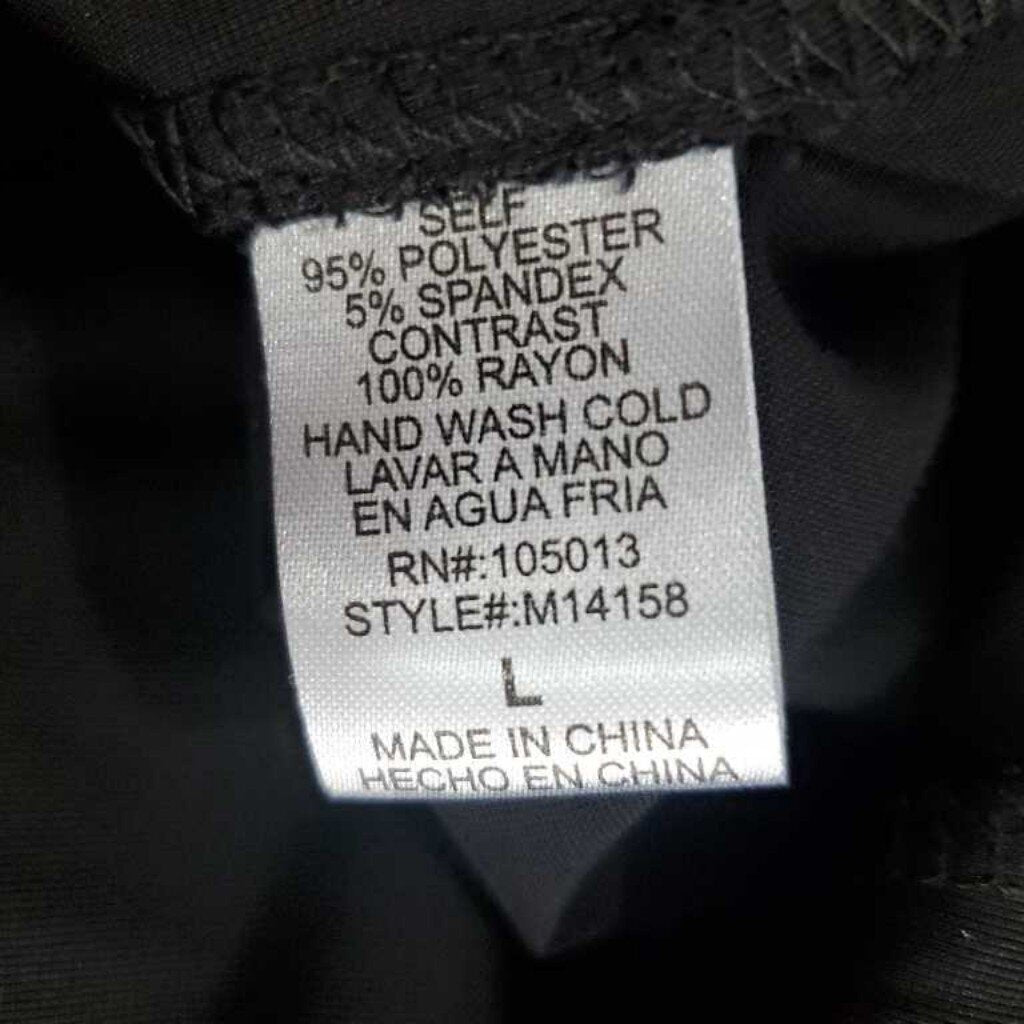 SELF
95% POLYESTER
5% SPANDEX
CONTRAST
100% RAYON
HAND WASH COLD
LAVAR A MANO
EN AGUA FRIA
RN#:105013
STYLE#:M14158
L
MADE IN CHINA
HECHO EN CHINA